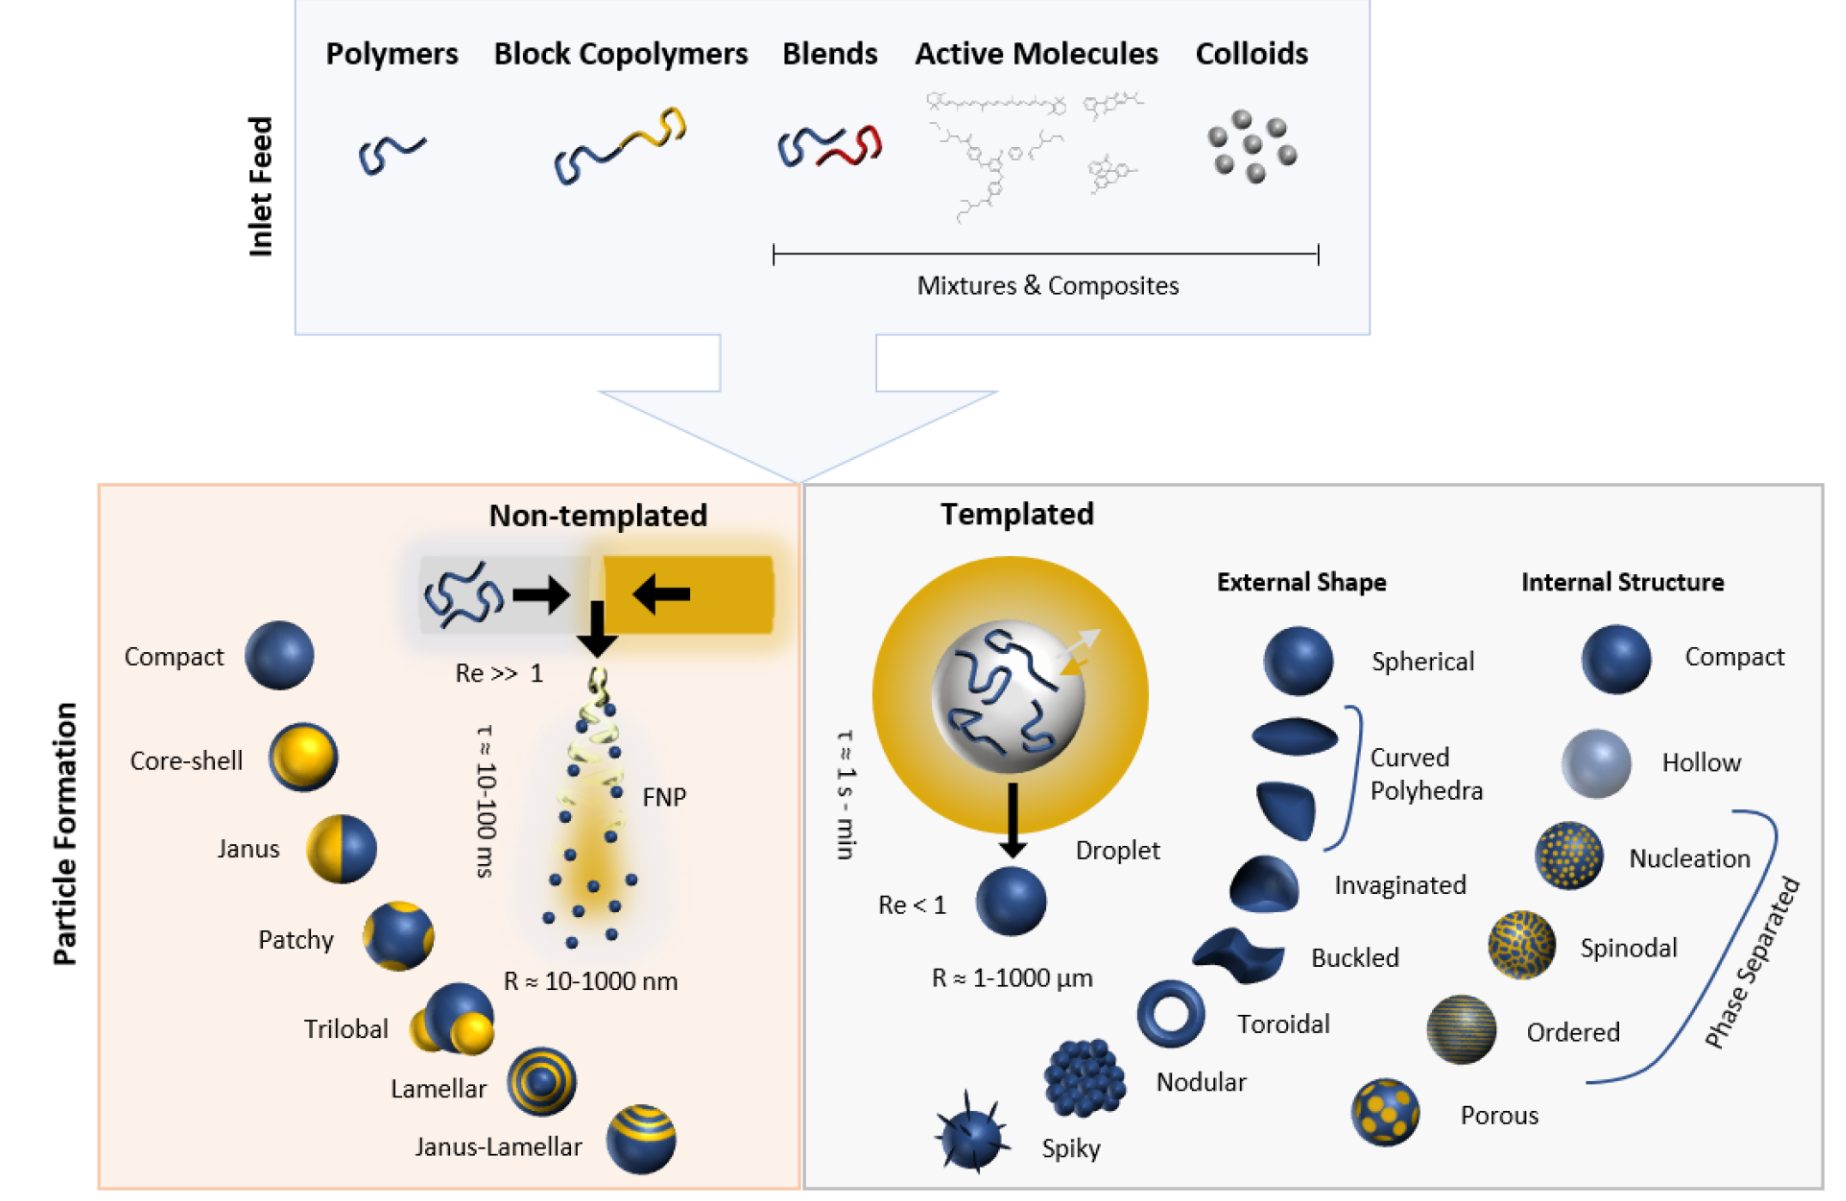 Polymers
Block Copolymers
Blends
Active Molecules
Colloids
Inlet Feed
Mixtures & Composites
Particle Formation
Non-templated
Re >> 1
τ ≈ 10-100 ms
FNP
R ≈ 10-1000 nm
Compact
Core-shell
Janus
Patchy
Trilobal
Lamellar
Janus-Lamellar
Templated
τ ≈ 1 s - min
Droplet
Re < 1
R ≈ 1-1000 µm
External Shape
Spherical
Curved
Polyhedra
Invaginated
Buckled
Toroidal
Nodular
Spiky
Internal Structure
Compact
Hollow
Nucleation
Spinodal
Ordered
Porous
Phase Separated